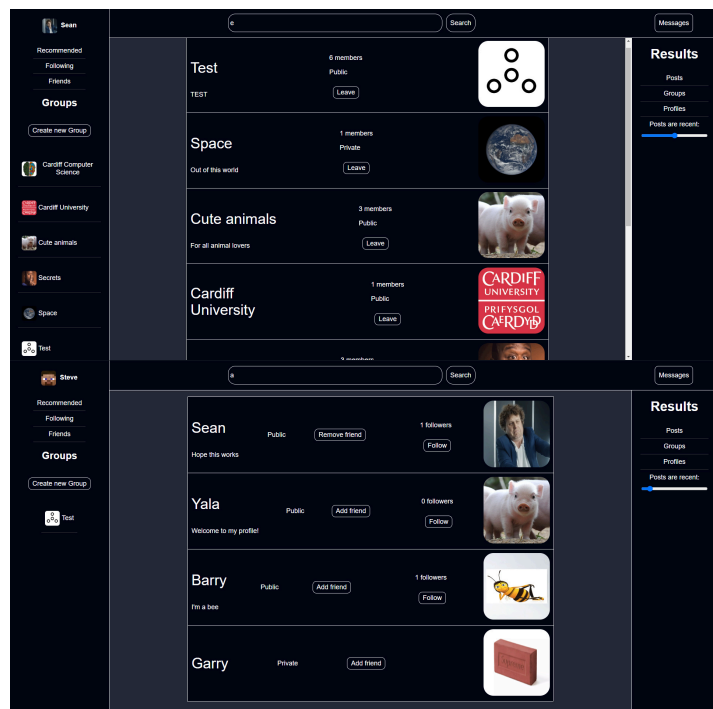 Sean
Recommended
Following
Friends
Groups
Create new Group
Cardiff Computer
Science
Cardiff University
Cute animals
Secrets
Space
Test
e
Search
Messages
Test
TEST
6 members
Public
Leave
Space
Out of this world
1 members
Private
Leave
Cute animals
For all animal lovers
3 members
Public
Leave
Cardiff
University
1 members
Public
Leave
CARDIFF
UNIVERSITY
PRIFYSGOL
CAERDYDD
3 members
Results
Posts
Groups
Profiles
Posts are recent:
Steve
Recommended
Following
Friends
Groups
Create new Group
Test
a
Search
Messages
Sean
Hope this works
Public
Remove friend
1 followers
Follow
Yala
Welcome to my profile!
Public
Add friend
0 followers
Follow
Barry
I'm a bee
Public
Add friend
1 followers
Follow
Garry
Private
Add friend
Results
Posts
Groups
Profiles
Posts are recent: